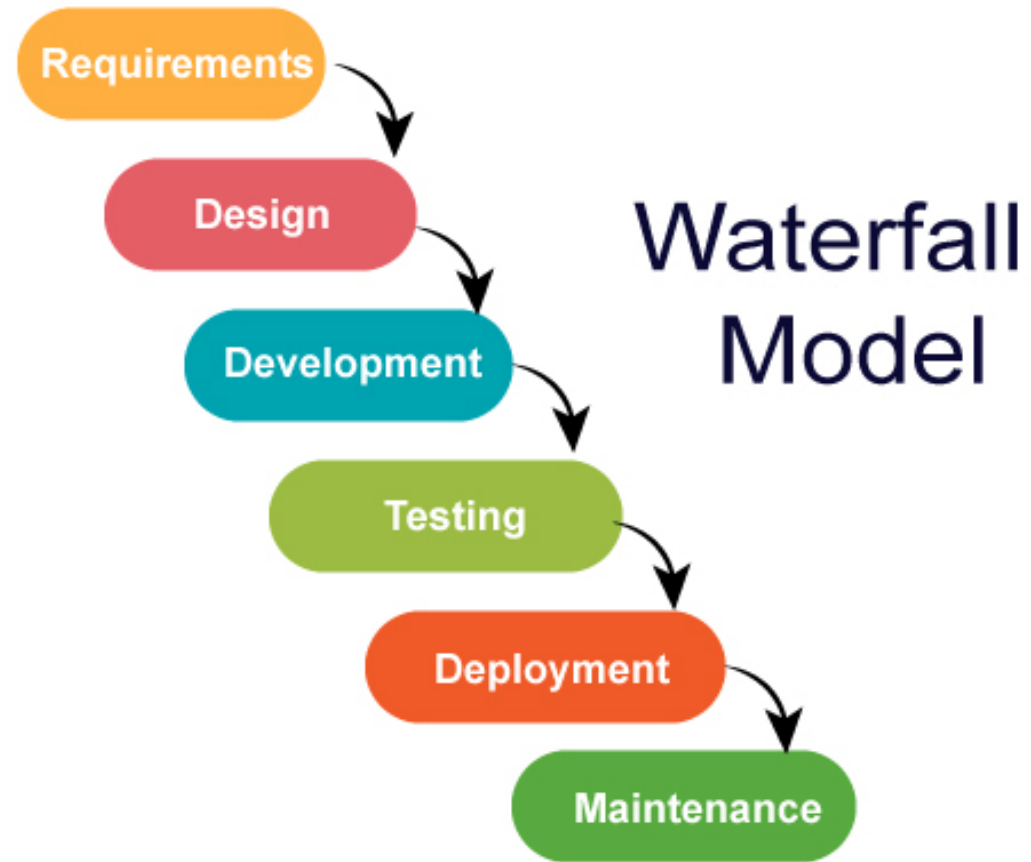 Requirements
Design
Waterfall
Model
Development
Testing
Deployment
Maintenance